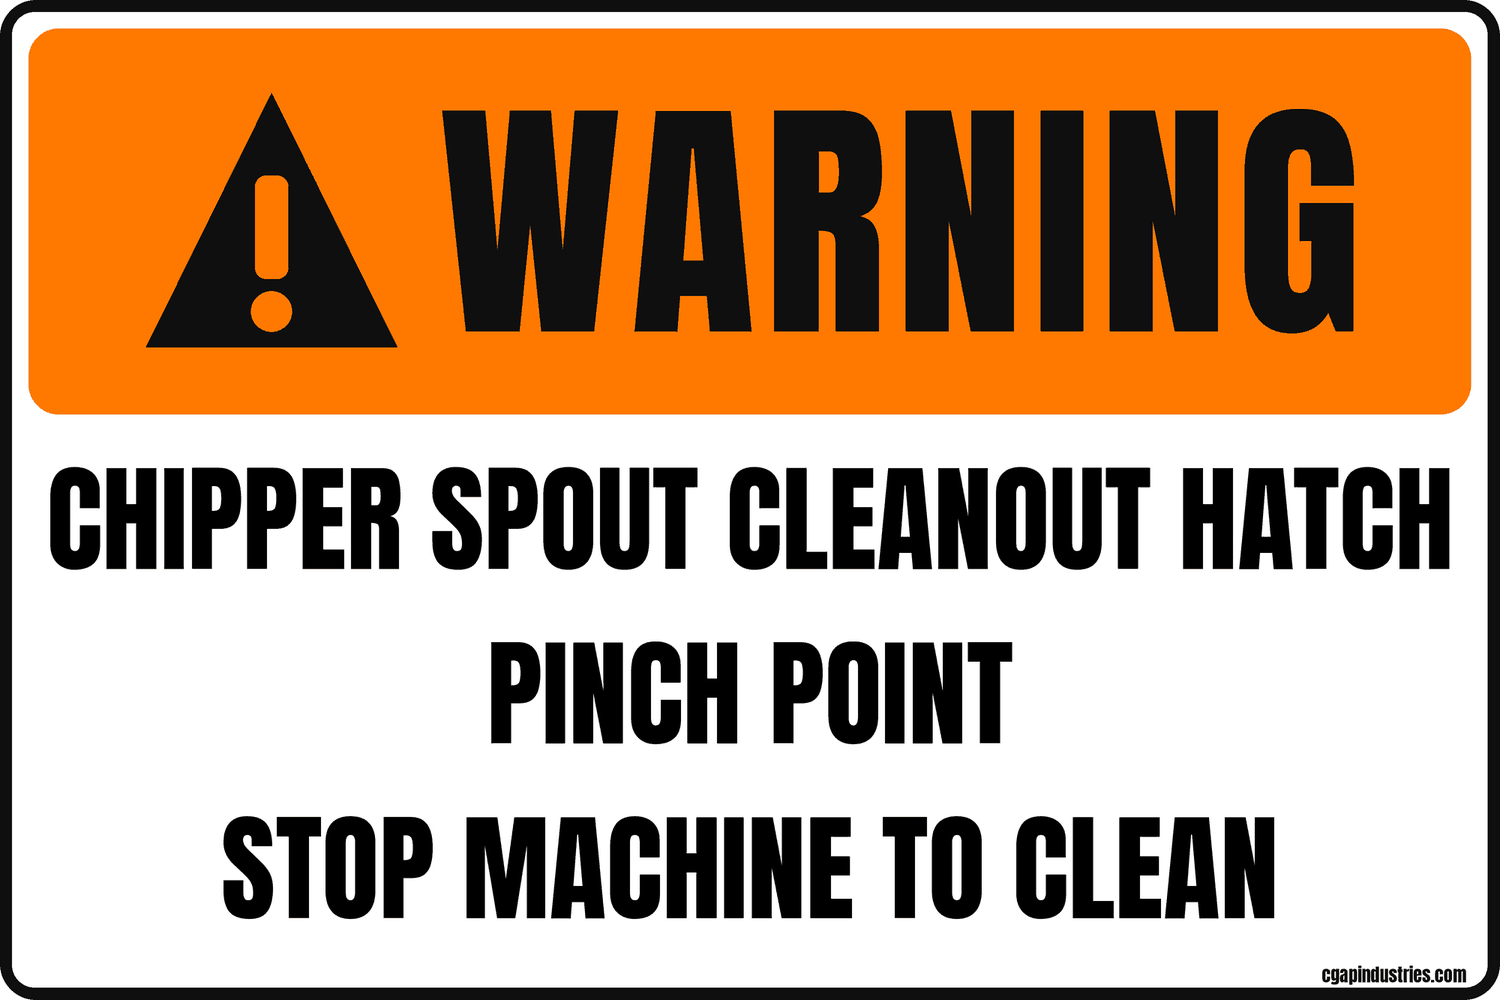 WARNING
CHIPPER SPOUT CLEANOUT HATCH
PINCH POINT
STOP MACHINE TO CLEAN
cgapindustries.com